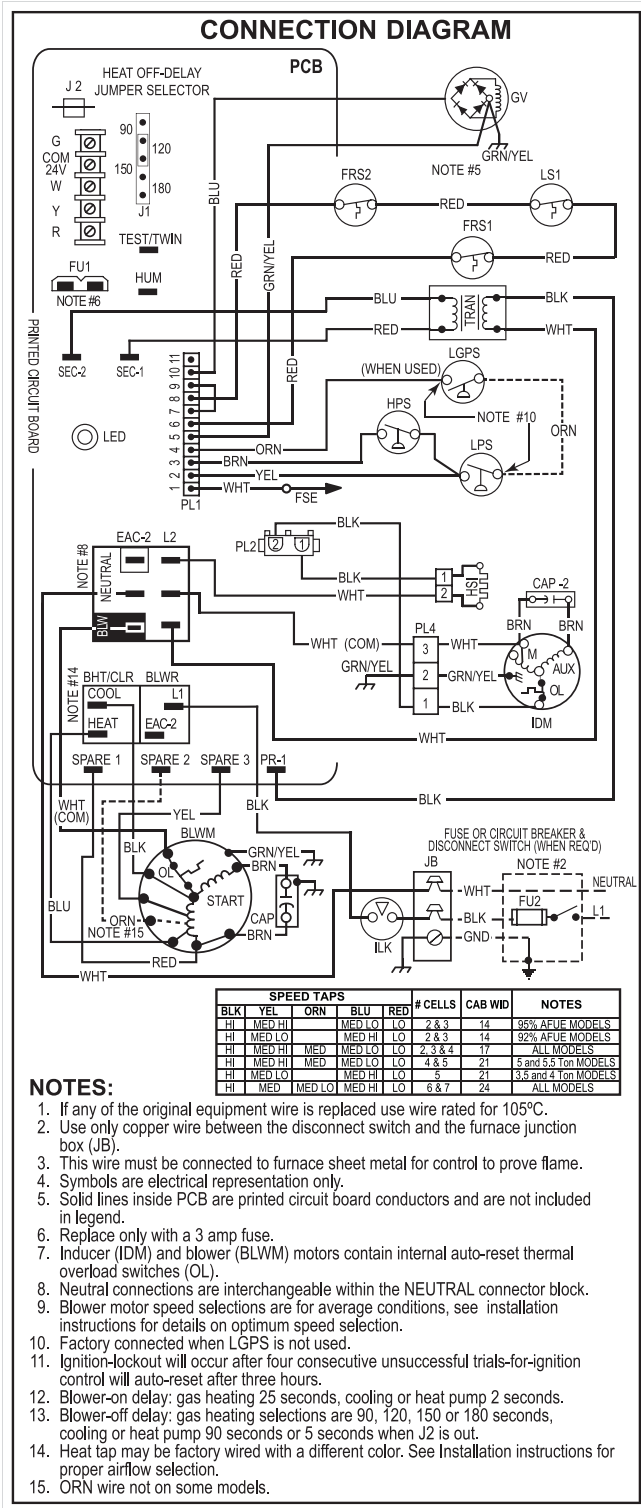 CONNECTION DIAGRAM
PCB
J 2
HEAT OFF-DELAY
JUMPER SELECTOR
90
120
150
180
J1
G
COM
24V
W
Y
R
TEST/TWIN
FU1
HUM
NOTE #6
PRINTED CIRCUIT BOARD
SEC-2
SEC-1
LED
BLU
RED
GRN/YEL
RED
GV
GRN/YEL
NOTE #5
FRS2
LS1
RED
FRS1
RED
BLU
TRAN
BLK
RED
WHT
11
10
9
8
7
6
5
4
3
2
1
PL1
(WHEN USED)
LGPS
HPS
NOTE #10
ORN
ORN
BRN
LPS
YEL
WHT
FSE
NOTE #8
EAC-2 L2
NEUTRAL
BLW
PL2
2 1
BLK
BLK
WHT
1
2
HSI
CAP -2
BRN
BRN
PL4
WHT (COM)
3
WHT
M
AUX
GRN/YEL
2
GRN/YEL
OL
1
BLK
IDM
WHT
NOTE #14
BHT/CLR BLWR
COOL
L1
HEAT
EAC-2
SPARE 1 SPARE 2 SPARE 3 PR-1
BLK
BLK
WHT
(COM)
YEL
BLWM
BLK
GRN/YEL
BRN
OL
START
CAP
BLU
ORN
NOTE #15
BRN
RED
WHT
ILK
JB
FUSE OR CIRCUIT BREAKER &
DISCONNECT SWITCH (WHEN REQ'D)
NOTE #2
WHT
NEUTRAL
BLK
FU2
L1
GND
SPEED TAPS # CELLS CAB WID NOTES
BLK YEL ORN BLU RED
HI MED HI MED LO LO 2 & 3 14 95% AFUE MODELS
HI MED LO MED HI LO 2 & 3 14 92% AFUE MODELS
HI MED HI MED MED LO LO 2, 3 & 4 17 ALL MODELS
HI MED HI MED MED LO LO 4 & 5 21 5 and 5.5 Ton MODELS
HI MED LO MED HI LO 5 21 3.5 and 4 Ton MODELS
HI MED MED LO MED HI LO 6 & 7 24 ALL MODELS
NOTES:
1. If any of the original equipment wire is replaced use wire rated for 105ºC.
2. Use only copper wire between the disconnect switch and the furnace junction
box (JB).
3. This wire must be connected to furnace sheet metal for control to prove flame.
4. Symbols are electrical representation only.
5. Solid lines inside PCB are printed circuit board conductors and are not included
in legend.
6. Replace only with a 3 amp fuse.
7. Inducer (IDM) and blower (BLWM) motors contain internal auto-reset thermal
overload switches (OL).
8. Neutral connections are interchangeable within the NEUTRAL connector block.
9. Blower motor speed selections are for average conditions, see installation
instructions for details on optimum speed selection.
10. Factory connected when LGPS is not used.
11. Ignition-lockout will occur after four consecutive unsuccessful trials-for-ignition
control will auto-reset after three hours.
12. Blower-on delay: gas heating 25 seconds, cooling or heat pump 2 seconds.
13. Blower-off delay: gas heating selections are 90, 120, 150 or 180 seconds,
cooling or heat pump 90 seconds or 5 seconds when J2 is out.
14. Heat tap may be factory wired with a different color. See Installation instructions for
proper airflow selection.
15. ORN wire not on some models.